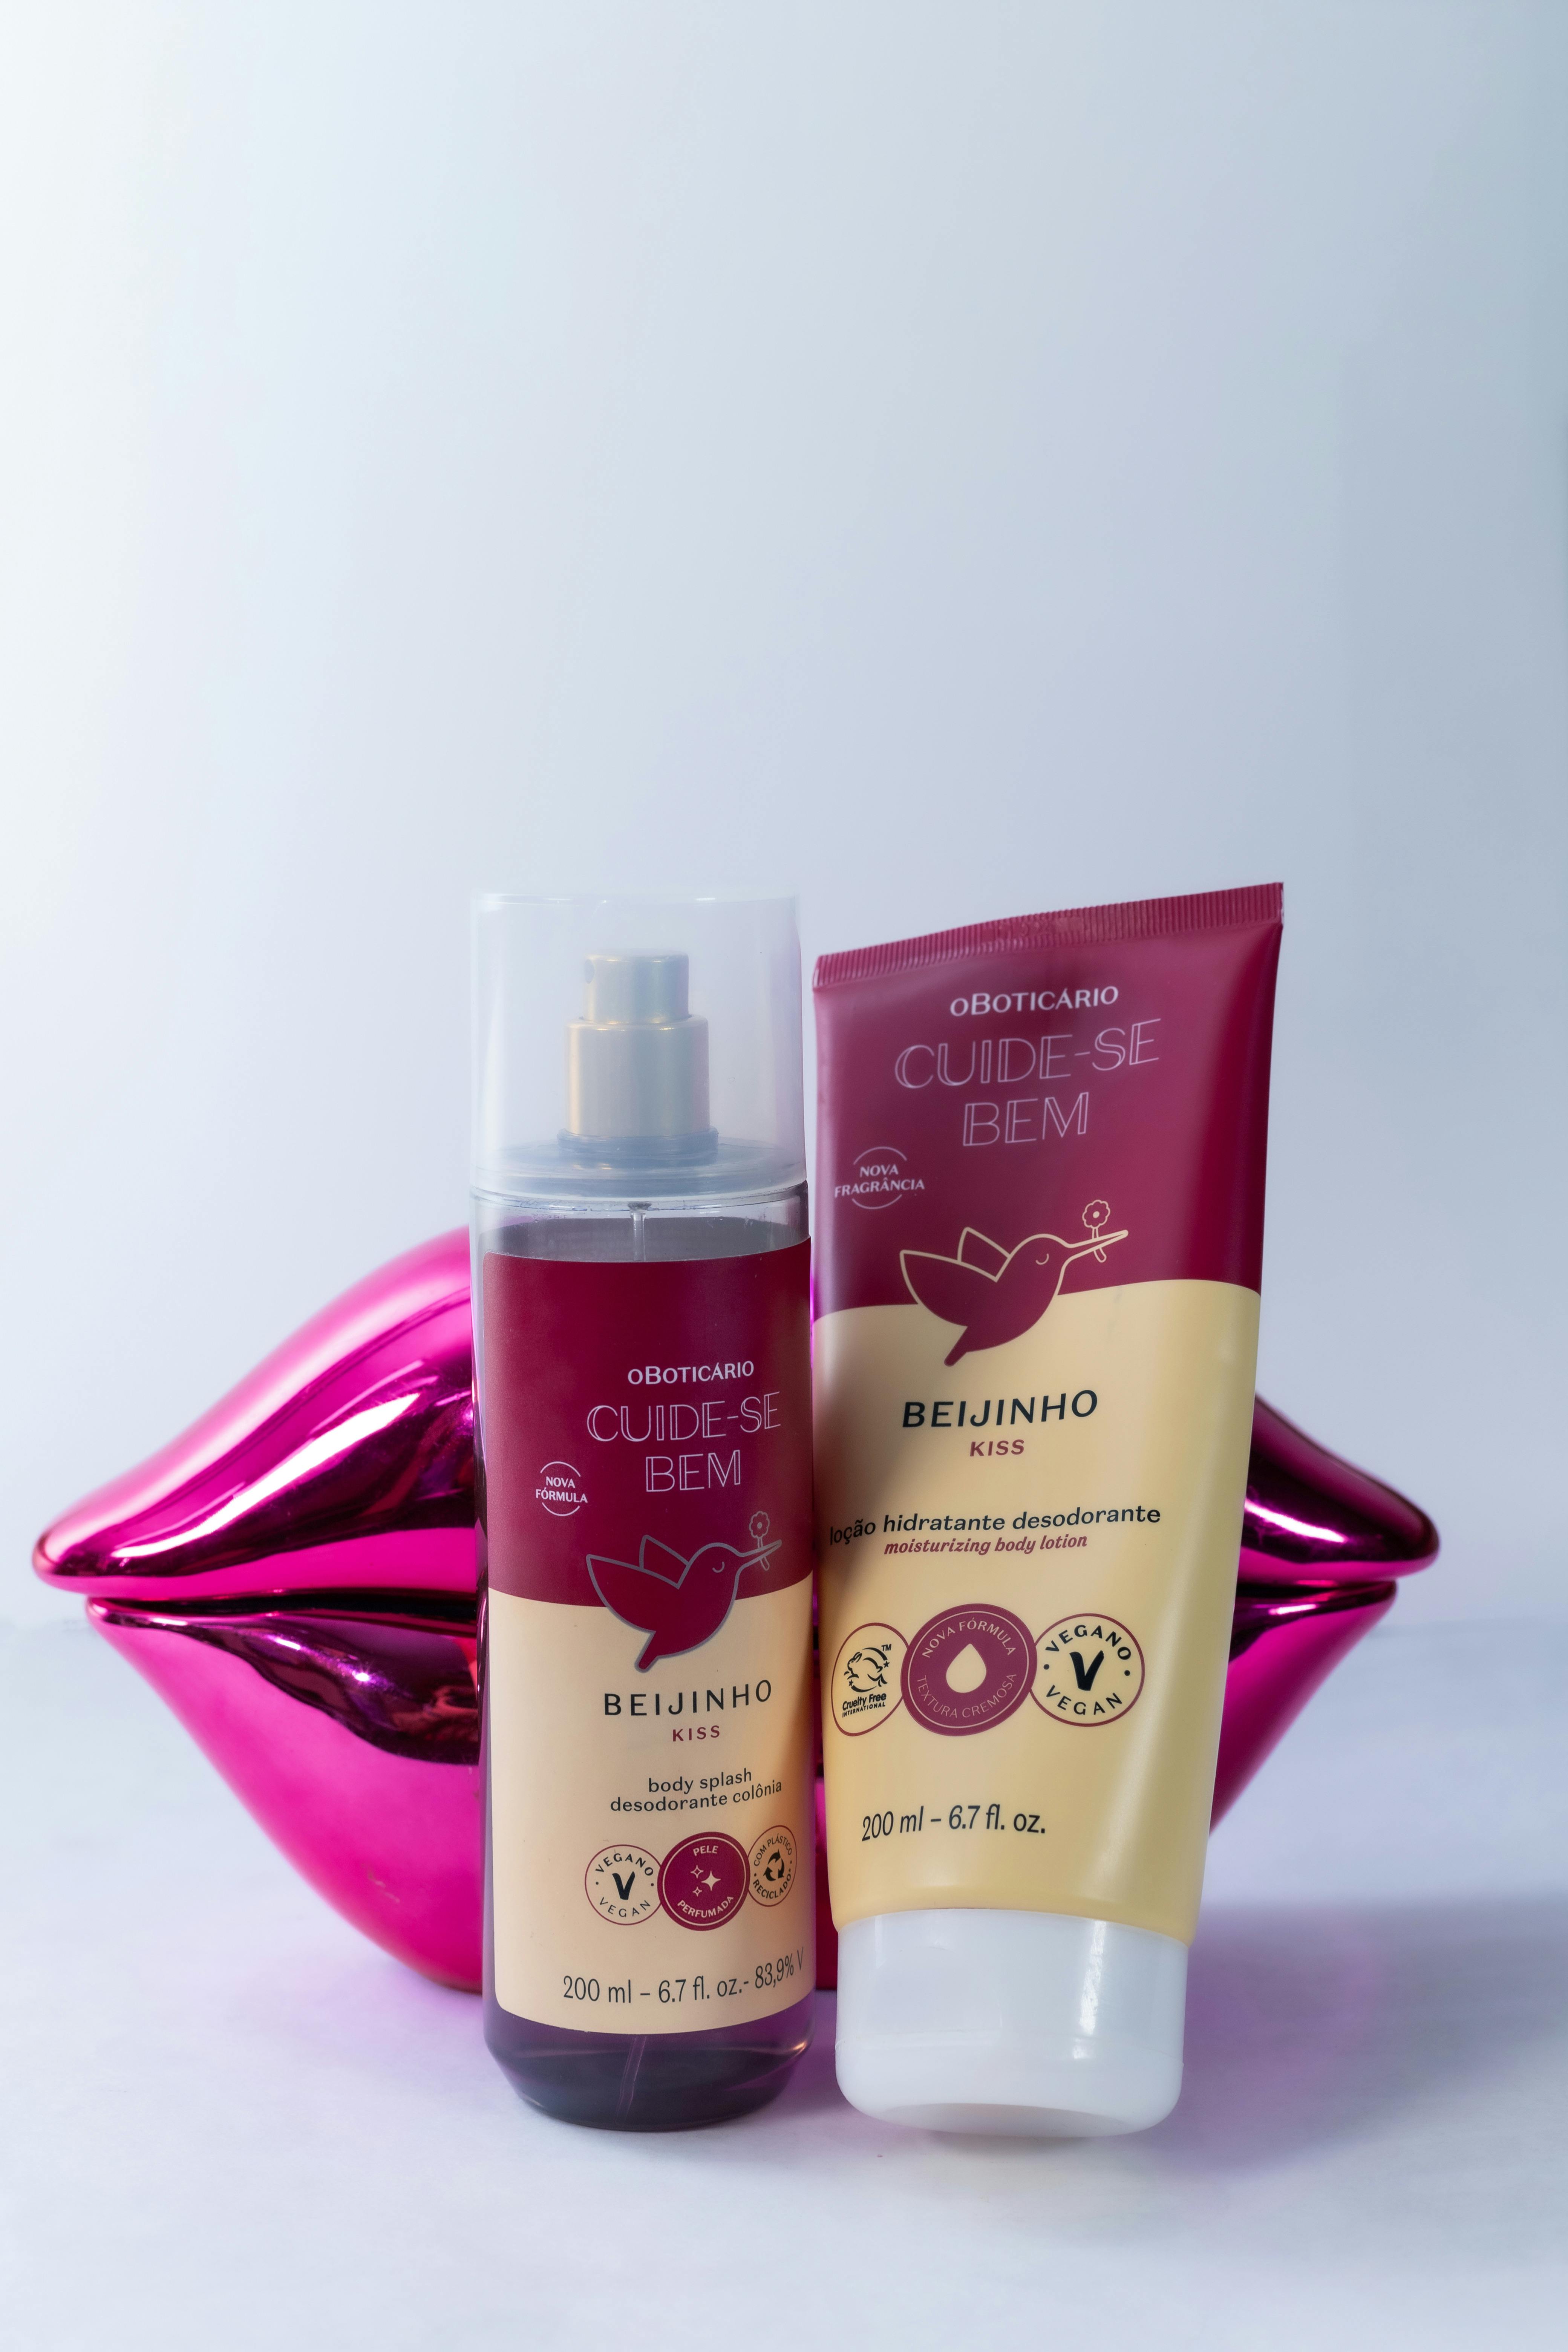 oBOTICÁRIO
CUIDE-SE
BEM
NOVA
FÓRMULA
BEIJINHO
KISS
body splash
desodorante colônia
VEGANO
V
VEGAN
PELE
PERFUMADA
COM PLÁSTICO
RECICLADO
200 ml – 6.7 fl. oz.- 83,9% V
oBOTICÁRIO
CUIDE-SE
BEM
NOVA
FRAGRÂNCIA
BEIJINHO
KISS
loção hidratante desodorante
moisturizing body lotion
TM
Cruelty Free
INTERNATIONAL
NOVA FÓRMULA
TEXTURA CREMOSA
VEGANO
V
VEGAN
200 ml – 6.7 fl. oz.